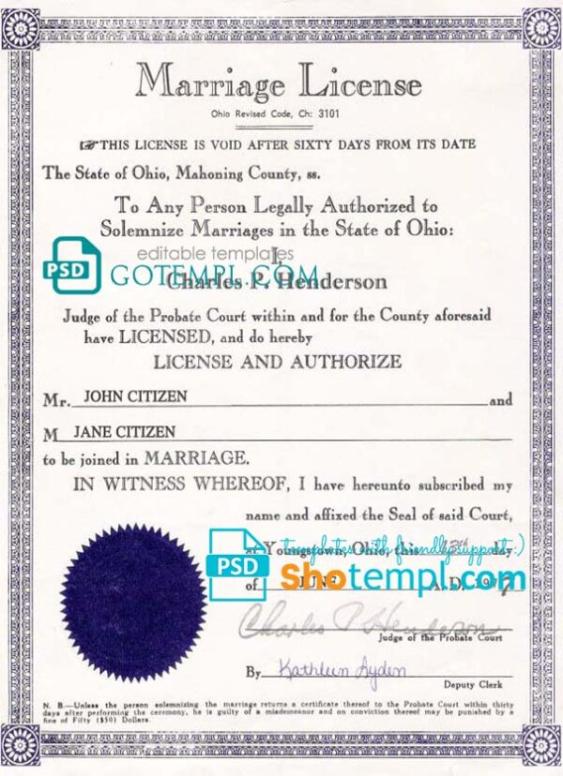 Marriage License
Ohio Revised Code, Ch: 3101
THIS LICENSE IS VOID AFTER SIXTY DAYS FROM ITS DATE
The State of Ohio, Mahoning County, ss.
To Any Person Legally Authorized to
Solemnize Marriages in the State of Ohio:
editable templates
I,
PSD GOTEMPL.COM
Charles P. Henderson
Judge of the Probate Court within and for the County aforesaid
have LICENSED, and do hereby
LICENSE AND AUTHORIZE
Mr. JOHN CITIZEN and
M JANE CITIZEN
to be joined in MARRIAGE.
IN WITNESS WHEREOF, I have hereunto subscribed my
name and affixed the Seal of said Court,
templates with friendly support:)
Youngstown, Ohio, this day
PSD Shotempl.com
of JUNE A.D.
Charles P Henderson
Judge of the Probate Court
By Kathleen Ayden
Deputy Clerk
N. B.—Unless the person solemnizing the marriage returns a certificate thereof to the Probate Court within thirty
days after performing the ceremony, he is guilty of a misdemeanor and on conviction thereof may be punished by a
fine of Fifty ($50) Dollars.